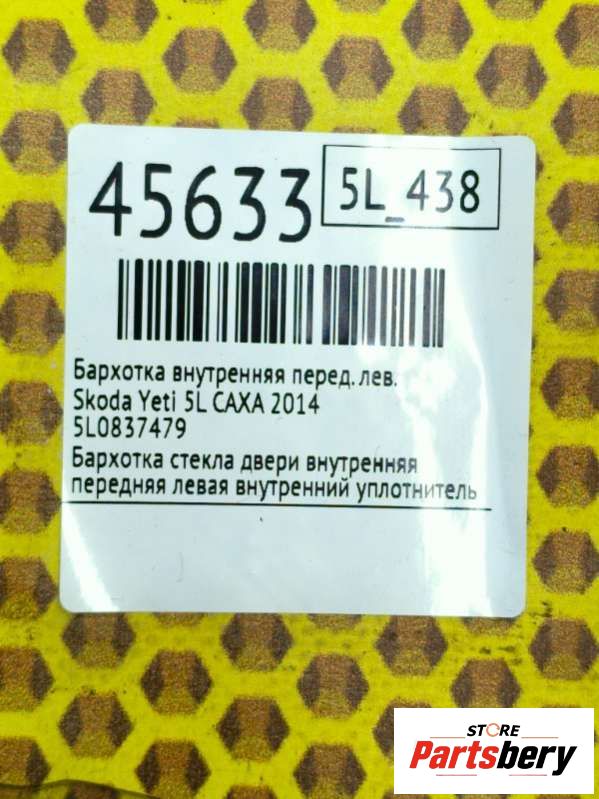 45633
5L_438
Бархотка внутренняя перед. лев.
Skoda Yeti 5L CAXA 2014
5L0837479
Бархотка стекла двери внутренняя
передняя левая внутренний уплотнитель
STORE
Partsbery